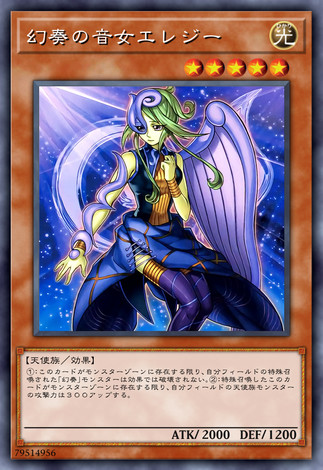 幻奏の音女エレジー
光
【天使族／効果】
①：このカードがモンスターゾーンに存在する限り、自分フィールドの特殊召
喚された「幻奏」モンスターは効果では破壊されない。②：特殊召喚したこのカ
ードがモンスターゾーンに存在する限り、自分フィールドの天使族モンスター
の攻撃力は３００アップする。
ATK/2000 DEF/1200
79514956